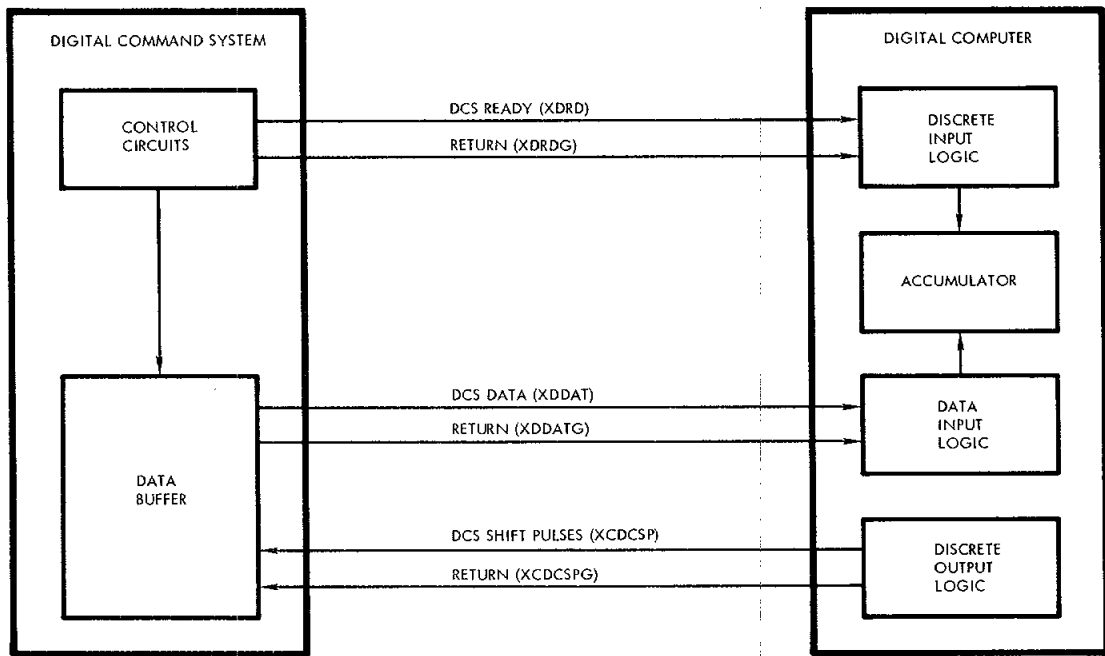 DIGITAL COMMAND SYSTEM
DIGITAL COMPUTER
CONTROL
CIRCUITS
DCS READY (XDRD)
RETURN (XDRDG)
DISCRETE
INPUT
LOGIC
ACCUMULATOR
DATA
BUFFER
DCS DATA (XDDAT)
RETURN (XDDATG)
DATA
INPUT
LOGIC
DCS SHIFT PULSES (XCDCSP)
RETURN (XCDCSPG)
DISCRETE
OUTPUT
LOGIC